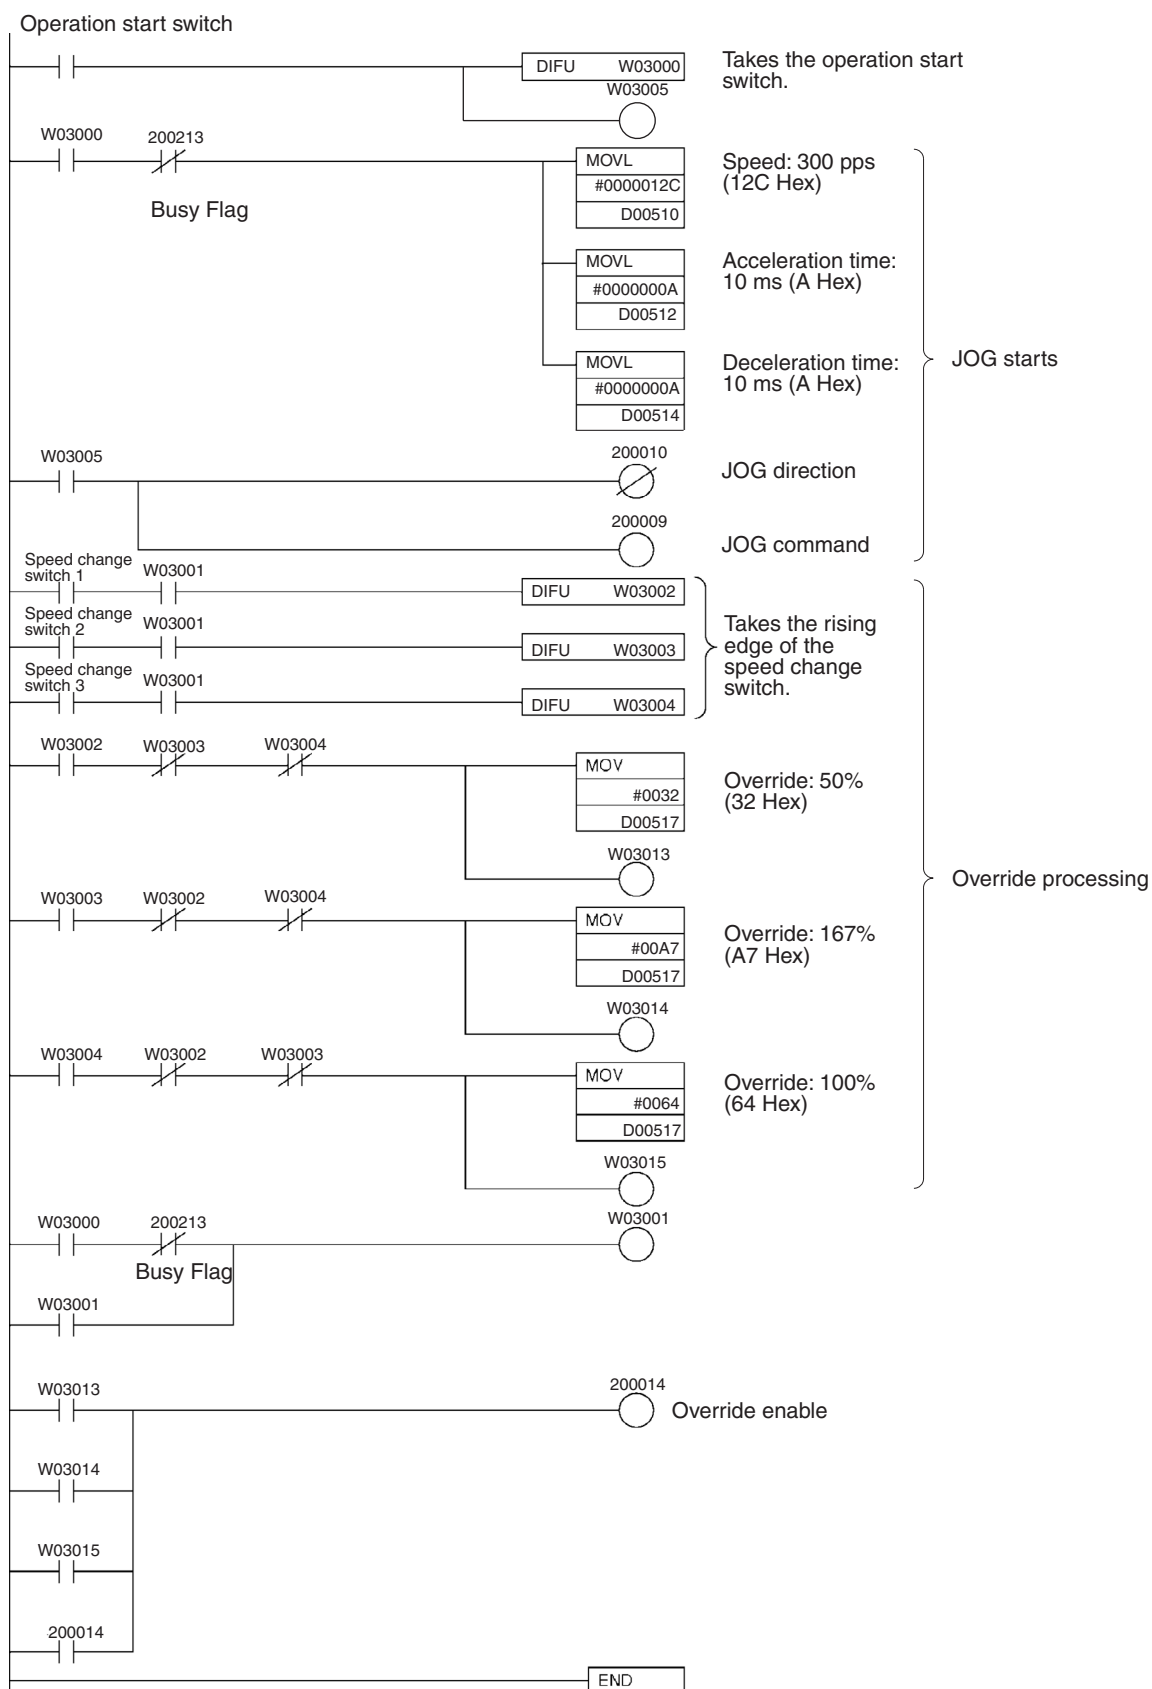 Operation start switch
DIFU W03000
Takes the operation start
switch.
W03005
W03000
200213
Busy Flag
MOVL
#0000012C
D00510
Speed: 300 pps
(12C Hex)
MOVL
#0000000A
D00512
Acceleration time:
10 ms (A Hex)
MOVL
#0000000A
D00514
Deceleration time:
10 ms (A Hex)
JOG starts
W03005
200010
JOG direction
200009
JOG command
Speed change
switch 1
W03001
DIFU W03002
Speed change
switch 2
W03001
DIFU W03003
Speed change
switch 3
W03001
DIFU W03004
Takes the rising
edge of the
speed change
switch.
W03002
W03003
W03004
MOV
#0032
D00517
Override: 50%
(32 Hex)
W03013
Override processing
W03003
W03002
W03004
MOV
#00A7
D00517
Override: 167%
(A7 Hex)
W03014
W03004
W03002
W03003
MOV
#0064
D00517
Override: 100%
(64 Hex)
W03015
W03000
200213
Busy Flag
W03001
W03001
W03013
200014
Override enable
W03014
W03015
200014
END